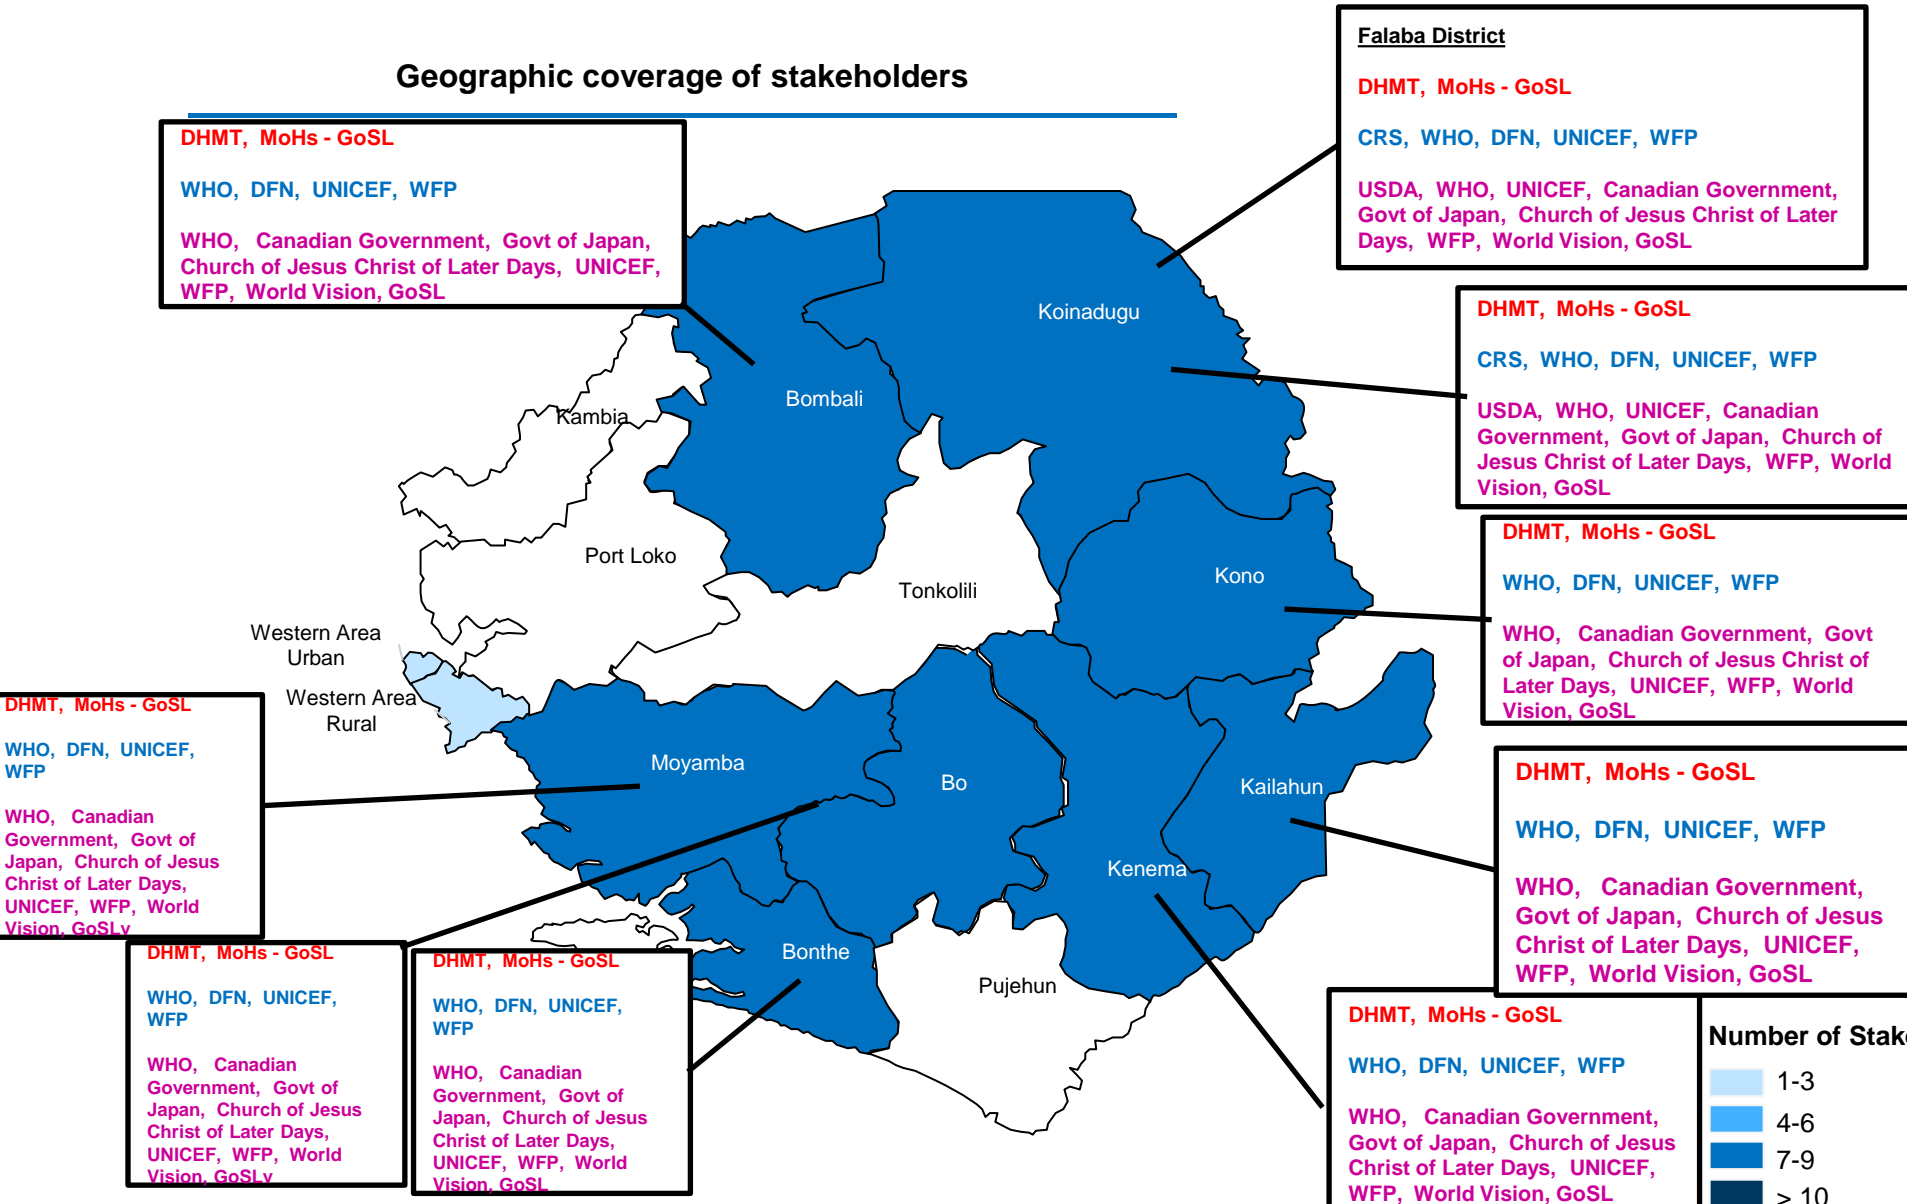 Geographic coverage of stakeholders
Falaba District
DHMT, MoHs - GoSL
CRS, WHO, DFN, UNICEF, WFP
USDA, WHO, UNICEF, Canadian Government,
Govt of Japan, Church of Jesus Christ of Later
Days, WFP, World Vision, GoSL
DHMT, MoHs - GoSL
WHO, DFN, UNICEF, WFP
WHO, Canadian Government, Govt of Japan,
Church of Jesus Christ of Later Days, UNICEF,
WFP, World Vision, GoSL
DHMT, MoHs - GoSL
CRS, WHO, DFN, UNICEF, WFP
USDA, WHO, UNICEF, Canadian
Government, Govt of Japan, Church of
Jesus Christ of Later Days, WFP, World
Vision, GoSL
DHMT, MoHs - GoSL
WHO, DFN, UNICEF, WFP
WHO, Canadian Government, Govt
of Japan, Church of Jesus Christ of
Later Days, UNICEF, WFP, World
Vision, GoSL
Koinadugu
Bombali
Kambia
Port Loko
Tonkolili
Kono
Western Area
Urban
Western Area
Rural
Moyamba
Bo
Kailahun
Kenema
Bonthe
Pujehun
DHMT, MoHs - GoSL
WHO, DFN, UNICEF,
WFP
WHO, Canadian
Government, Govt of
Japan, Church of Jesus
Christ of Later Days,
UNICEF, WFP, World
Vision, GoSLv
DHMT, MoHs - GoSL
WHO, DFN, UNICEF,
WFP
WHO, Canadian
Government, Govt of
Japan, Church of Jesus
Christ of Later Days,
UNICEF, WFP, World
Vision, GoSLv
DHMT, MoHs - GoSL
WHO, DFN, UNICEF,
WFP
WHO, Canadian
Government, Govt of
Japan, Church of Jesus
Christ of Later Days,
UNICEF, WFP, World
Vision, GoSL
DHMT, MoHs - GoSL
WHO, DFN, UNICEF, WFP
WHO, Canadian Government,
Govt of Japan, Church of Jesus
Christ of Later Days, UNICEF,
WFP, World Vision, GoSL
DHMT, MoHs - GoSL
WHO, DFN, UNICEF, WFP
WHO, Canadian Government,
Govt of Japan, Church of Jesus
Christ of Later Days, UNICEF,
WFP, World Vision, GoSL
Number of Stak
1-3
4-6
7-9
> 10